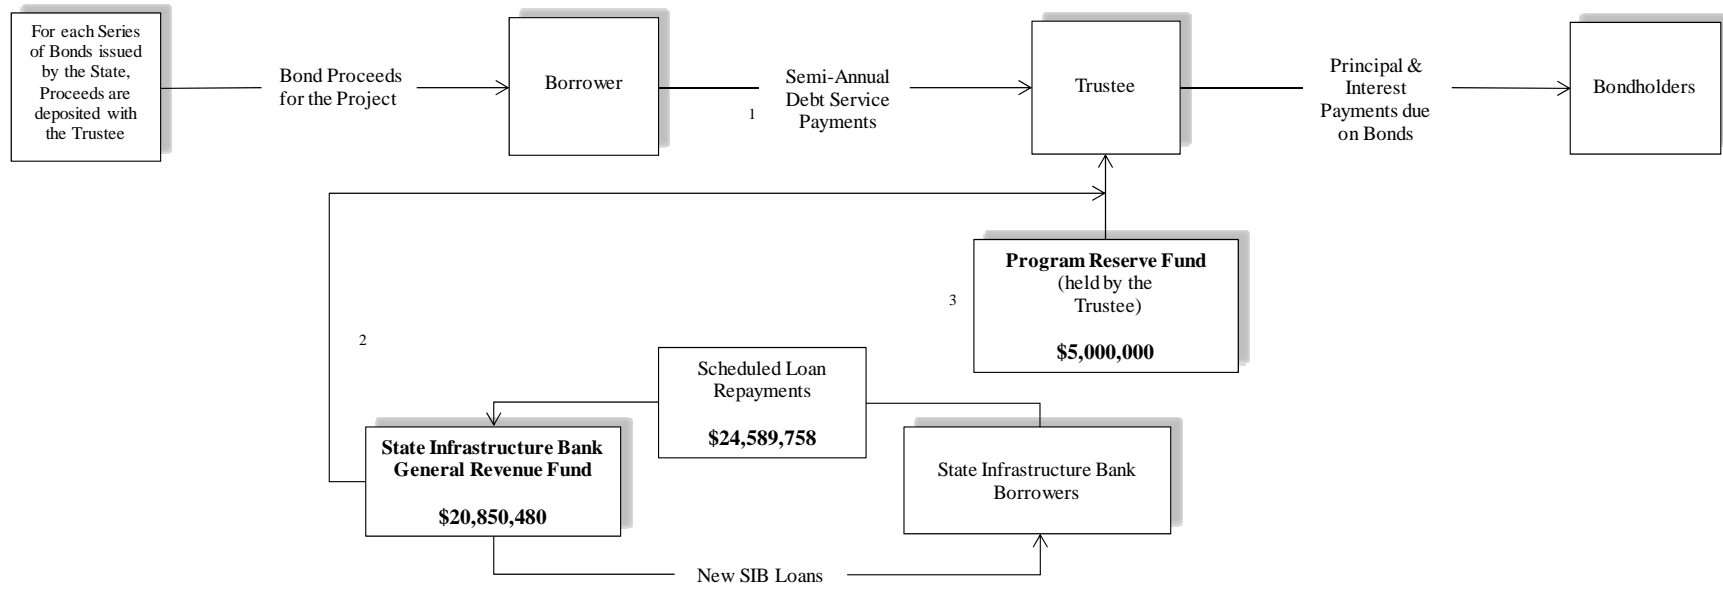 For each Series
of Bonds issued
by the State,
Proceeds are
deposited with
the Trustee
Bond Proceeds
for the Project
Borrower
1
Semi-Annual
Debt Service
Payments
Trustee
Principal &
Interest
Payments due
on Bonds
Bondholders
Program Reserve Fund
(held by the
Trustee)
$5,000,000
3
2
Scheduled Loan
Repayments
$24,589,758
State Infrastructure Bank
General Revenue Fund
$20,850,480
State Infrastructure Bank
Borrowers
New SIB Loans